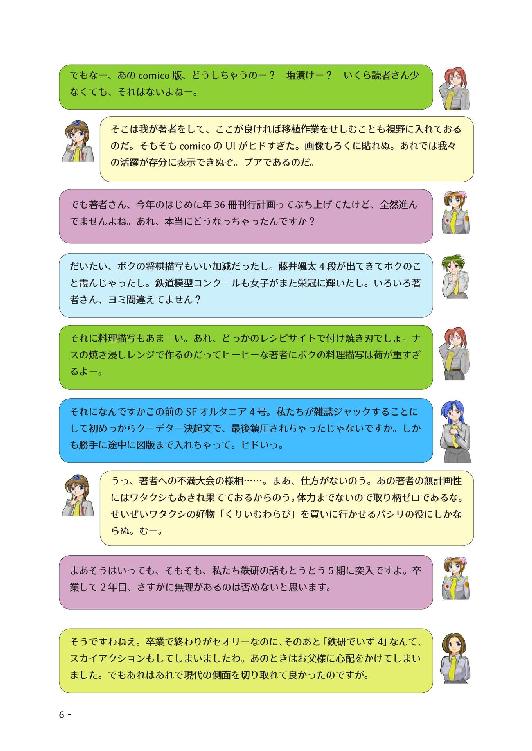 でもなー、あの comico 版、どうしちゃうのー？　塩漬けー？　いくら読者さん少
なくても、それはないよねー。
そこは我が著者をして、ここが良ければ移植作業をせしむことも視野に入れておる
のだ。そもそも comico の UI がヒドすぎた。画像もろくに貼れぬ。あれでは我々
の活躍が存分に表示できぬぞ。プアであるのだ。
でも著者さん、今年のはじめに年 36 冊刊行計画ってぶち上げてたけど、全然進ん
でませんよね。あれ、本当にどうなっちゃったんですか？
だいたい、ボクの将棋描写もいい加減だったし。藤井颯太 4 段が出てきてボクのこ
と霞んじゃったし。鉄道模型コンクールも女子がまた栄冠に輝いたし。いろいろ著
者さん、ヨミ間違えてません？
それに料理描写もあまーい。あれ、どっかのレシピサイトで付け焼き刃でしょーナ
スの焼き浸しレンジで作るのだってヒーヒーな著者にボクの料理描写は荷が重すぎ
るよー。
それになんですかこの前の SF オルタニア 4 号。私たちが雑誌ジャックすることに
して初めっからクーデター決起文で、最後鎮圧されちゃったじゃないですか。しか
も勝手に途中に図版まで入れちゃって。ヒドいっ。
うっ、著者への不満大会の様相……。まあ、仕方がないのう。あの著者の無計画性
にはワタクシもあきれ果てておるからのう。体力もないので取り柄ゼロであるな。
せいぜいワタクシの好物「くりいむわらび」を買いに行かせるパシリの役にしかな
らぬ。むー。
まあそうはいっても、そもそも、私たち鉄研の話もとうとう 5 期に突入ですよ。卒
業して 2 年目、さすがに無理があるのは否めないと思います。
そうですわねえ。卒業で終わりがセオリーなのに、そのあと「鉄研でいず 4」なんて、
スカイアクションもしてしまいましたわ。あのときはお父様に心配をかけてしまい
ました。でもあれはあれで現代の側面を切り取れて良かったのですが。
6 -